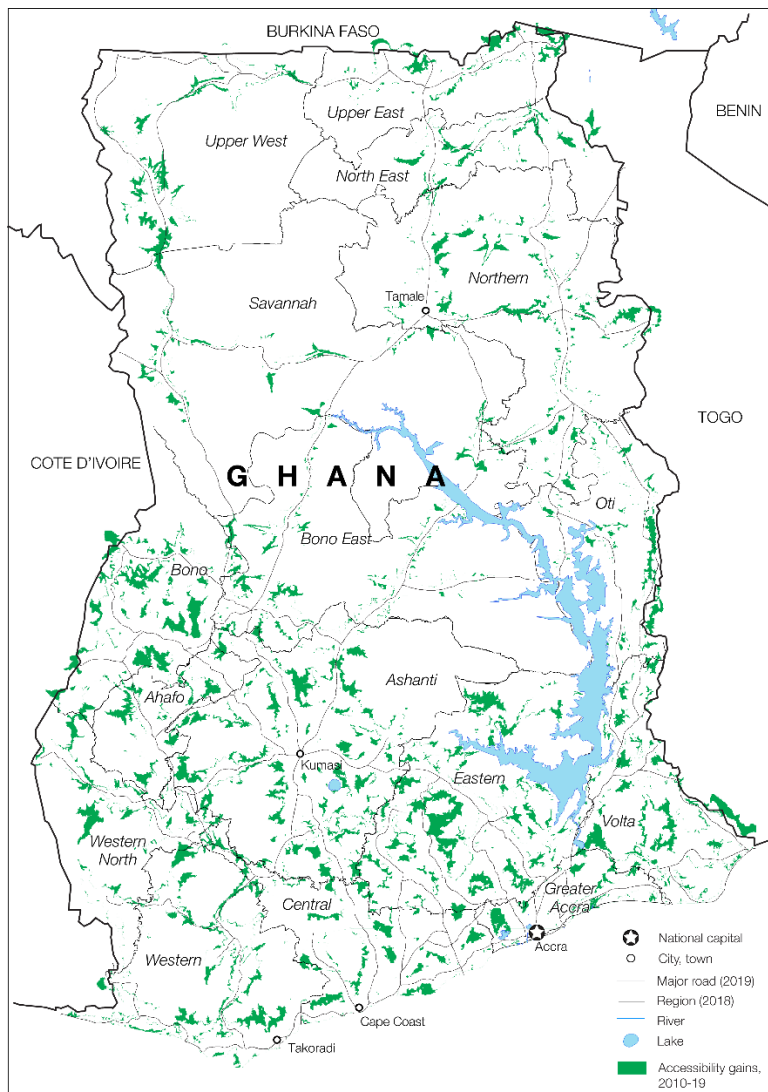 BURKINA FASO
BENIN
Upper East
Upper West
North East
Northern
Savannah
Tamale
TOGO
COTE D'IVOIRE
G H A N A
Oti
Bono East
Bono
Ashanti
Ahafo
Kumasi
Eastern
Volta
Western
North
Central
Greater
Accra
Western
Accra
Cape Coast
Takoradi
National capital
City, town
Major road (2019)
Region (2018)
River
Lake
Accessibility gains,
2010-19